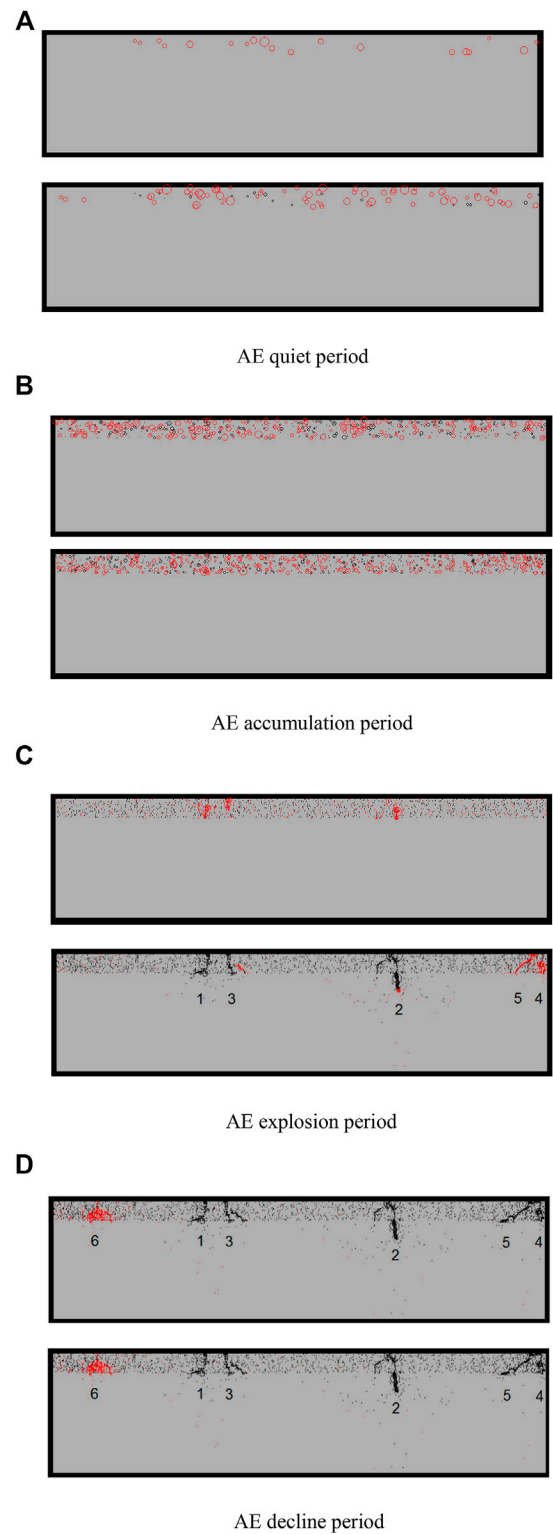 A
AE quiet period
B
AE accumulation period
C
1 3 2 5 4
AE explosion period
D
6 1 3 2 5 4
6 1 3 2 5 4
AE decline period